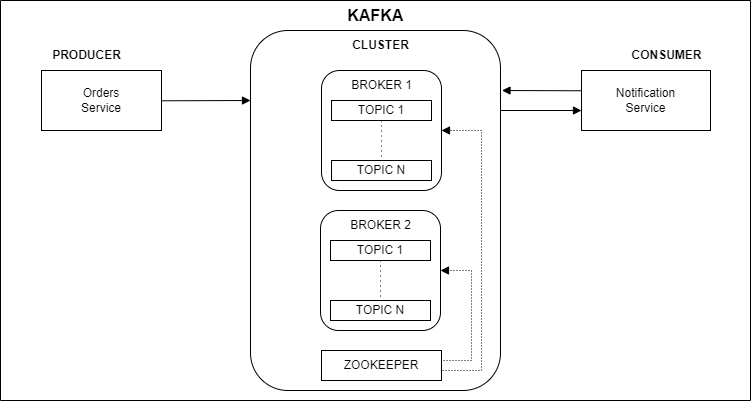 KAFKA
PRODUCER
Orders
Service
CLUSTER
BROKER 1
TOPIC 1
TOPIC N
BROKER 2
TOPIC 1
TOPIC N
ZOOKEEPER
CONSUMER
Notification
Service